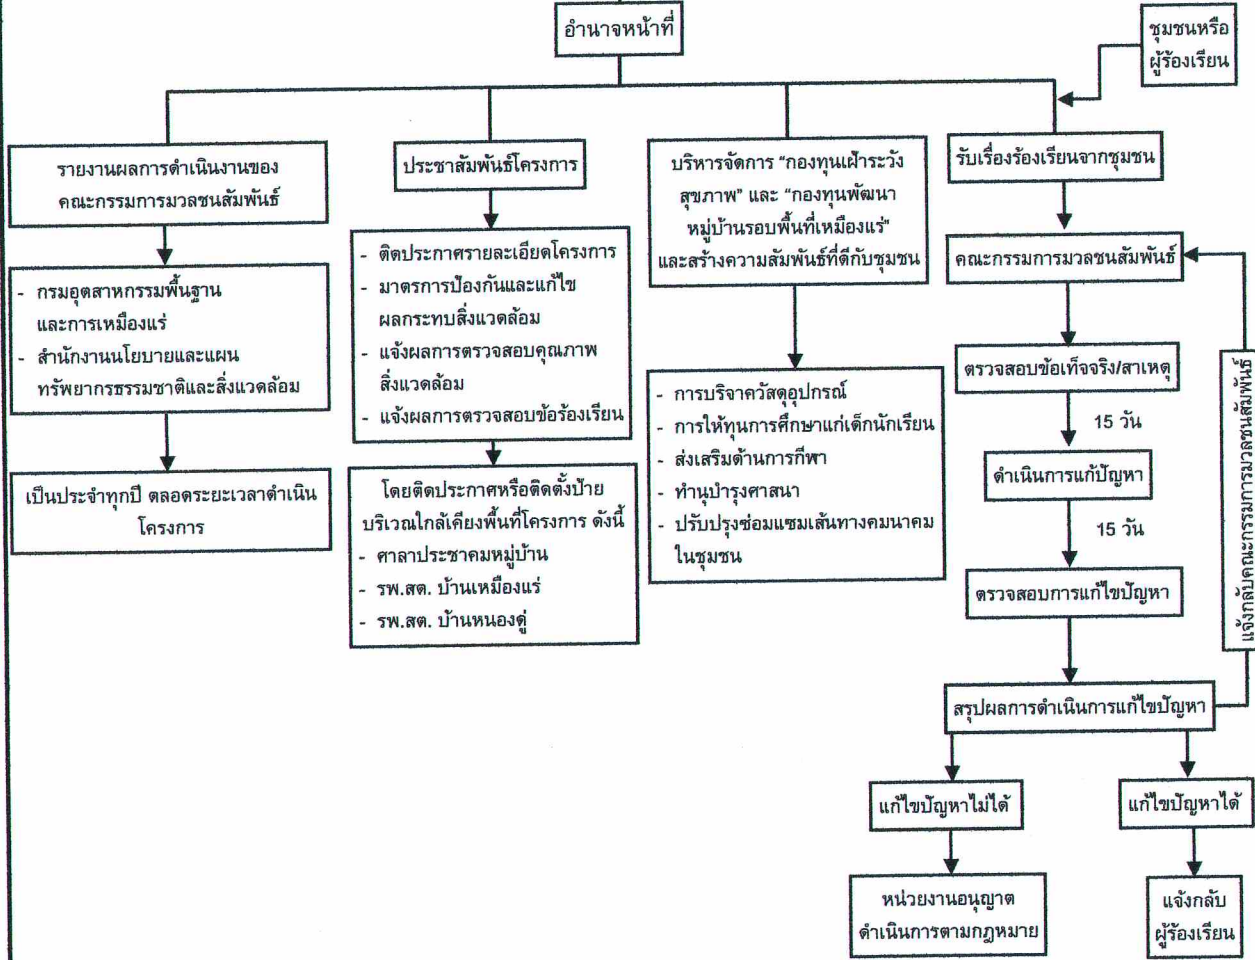 อำนาจหน้าที่
ชุมชนหรือ
ผู้ร้องเรียน
รายงานผลการดำเนินงานของ
คณะกรรมการมวลชนสัมพันธ์
- กรมอุตสาหกรรมพื้นฐาน
และการเหมืองแร่
- สำนักงานนโยบายและแผน
ทรัพยากรธรรมชาติและสิ่งแวดล้อม
เป็นประจำทุกปี ตลอดระยะเวลาดำเนิน
โครงการ
ประชาสัมพันธ์โครงการ
- ติดประกาศรายละเอียดโครงการ
- มาตรการป้องกันและแก้ไข
ผลกระทบสิ่งแวดล้อม
- แจ้งผลการตรวจสอบคุณภาพ
สิ่งแวดล้อม
- แจ้งผลการตรวจสอบข้อร้องเรียน
โดยติดประกาศหรือติดตั้งป้าย
บริเวณใกล้เคียงพื้นที่โครงการ ดังนี้
- ศาลาประชาคมหมู่บ้าน
- รพ.สต. บ้านเหมืองแร่
- รพ.สต. บ้านหนองดู่
บริหารจัดการ “กองทุนเฝ้าระวัง
สุขภาพ” และ “กองทุนพัฒนา
หมู่บ้านรอบพื้นที่เหมืองแร่”
และสร้างความสัมพันธ์ที่ดีกับชุมชน
- การบริจาควัสดุอุปกรณ์
- การให้ทุนการศึกษาแก่เด็กนักเรียน
- ส่งเสริมด้านการกีฬา
- ทำนุบำรุงศาสนา
- ปรับปรุงซ่อมแซมเส้นทางคมนาคม
ในชุมชน
รับเรื่องร้องเรียนจากชุมชน
คณะกรรมการมวลชนสัมพันธ์
ตรวจสอบข้อเท็จจริง/สาเหตุ
15 วัน
ดำเนินการแก้ปัญหา
15 วัน
ตรวจสอบการแก้ไขปัญหา
สรุปผลการดำเนินการแก้ไขปัญหา
แจ้งกลับคณะกรรมการมวลชนสัมพันธ์
แก้ไขปัญหาไม่ได้
แก้ไขปัญหาได้
หน่วยงานอนุญาต
ดำเนินการตามกฎหมาย
แจ้งกลับ
ผู้ร้องเรียน